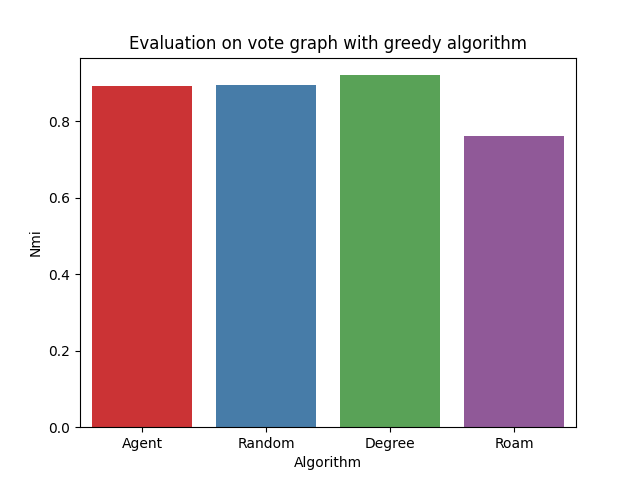 Evaluation on vote graph with greedy algorithm
0.8
0.6
0.4
0.2
0.0
Nmi
Agent Random Degree Roam
Algorithm